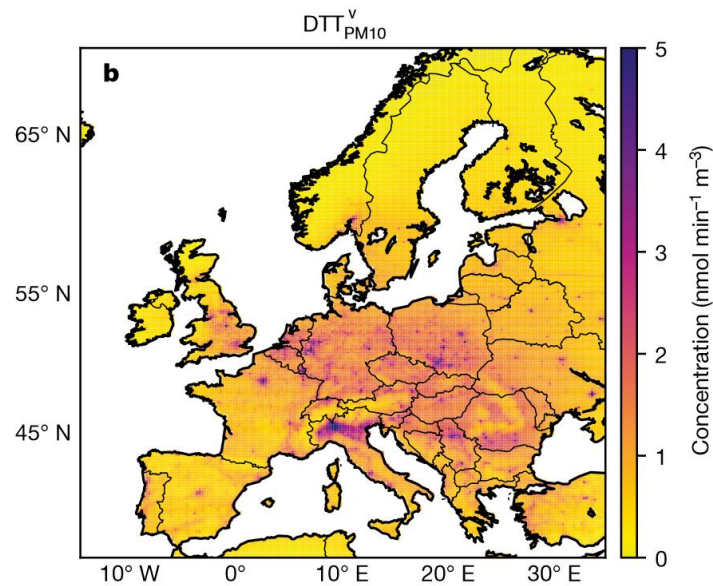 DTT^v_PM10
b
65° N
55° N
45° N
10° W 0° 10° E 20° E 30° E
5
4
3
2
1
0
Concentration (nmol min⁻¹ m⁻³)